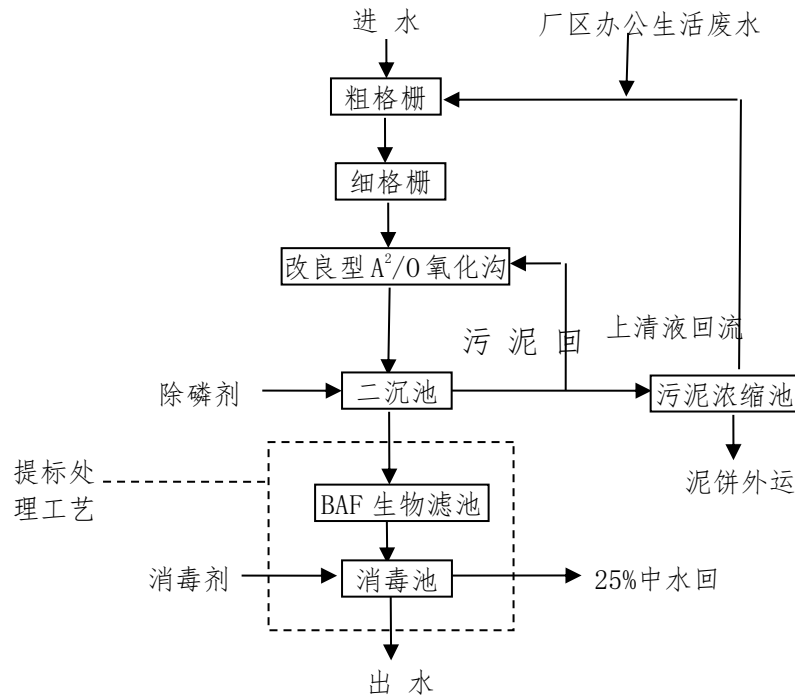 进 水
厂区办公生活废水
粗格栅
细格栅
改良型 A²/O 氧化沟
污 泥 回
上清液回流
除磷剂
二沉池
污泥浓缩池
提标处
理工艺
BAF 生物滤池
泥饼外运
消毒剂
消毒池
25%中水回
出 水